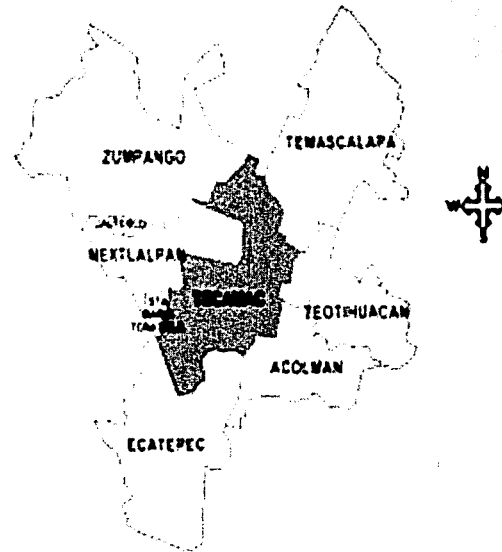 ZUMPANGO
TEMASCALAPA
N
W
S
NEXTLALPAN
TECAMAC
TEOTIHUACAN
ACOLMAN
ECATEPEC